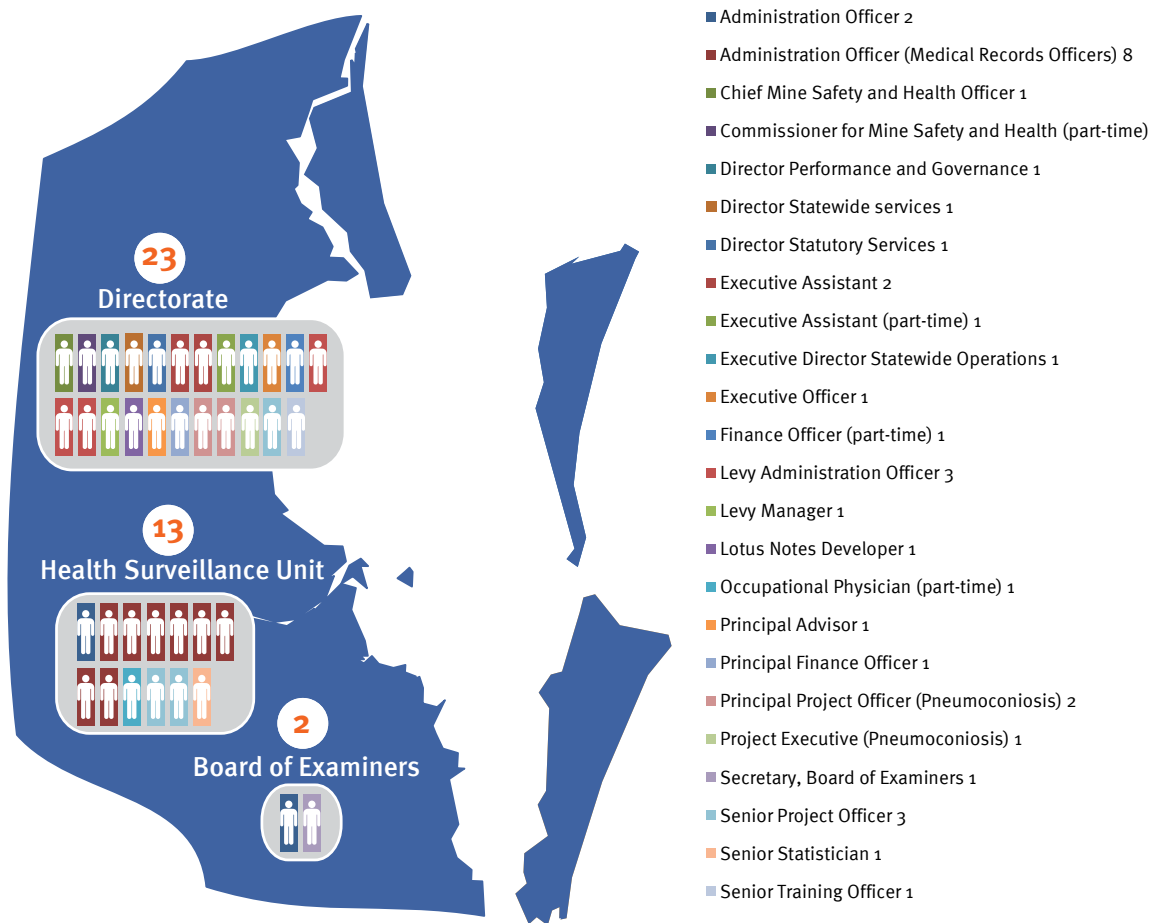 23
Directorate
13
Health Surveillance Unit
2
Board of Examiners
Administration Officer 2
Administration Officer (Medical Records Officers) 8
Chief Mine Safety and Health Officer 1
Commissioner for Mine Safety and Health (part-time)
Director Performance and Governance 1
Director Statewide services 1
Director Statutory Services 1
Executive Assistant 2
Executive Assistant (part-time) 1
Executive Director Statewide Operations 1
Executive Officer 1
Finance Officer (part-time) 1
Levy Administration Officer 3
Levy Manager 1
Lotus Notes Developer 1
Occupational Physician (part-time) 1
Principal Advisor 1
Principal Finance Officer 1
Principal Project Officer (Pneumoconiosis) 2
Project Executive (Pneumoconiosis) 1
Secretary, Board of Examiners 1
Senior Project Officer 3
Senior Statistician 1
Senior Training Officer 1